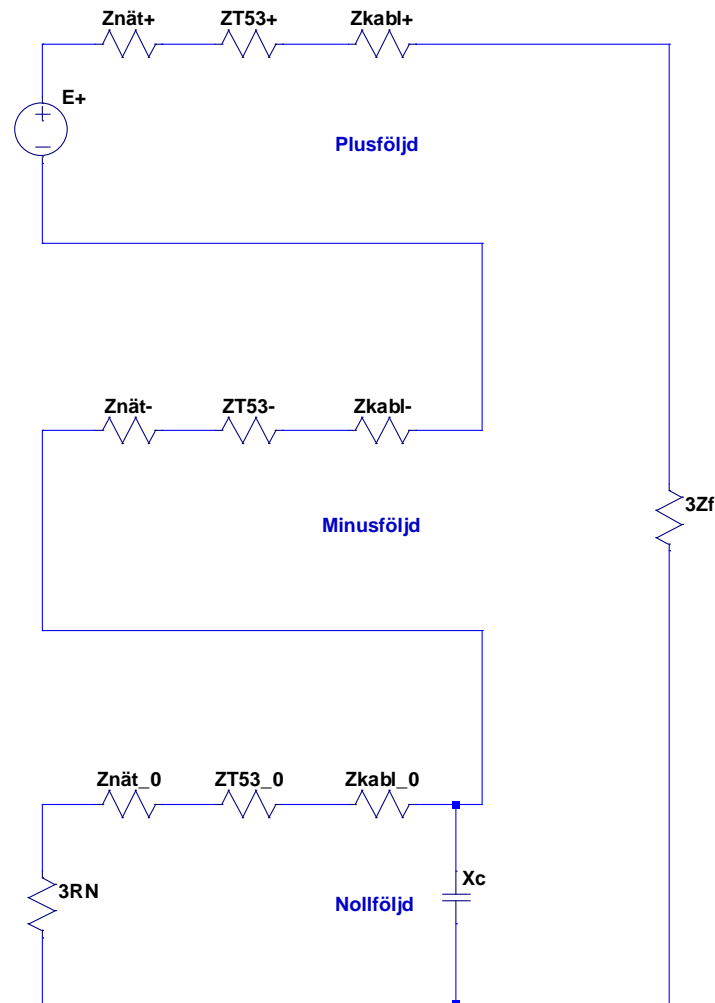 Znät+ ZT53+ Zkabl+
E+
Plusföljd
Znät- ZT53- Zkabl-
3Zf
Minusföljd
Znät_0 ZT53_0 Zkabl_0
Xc
3RN
Nollföljd